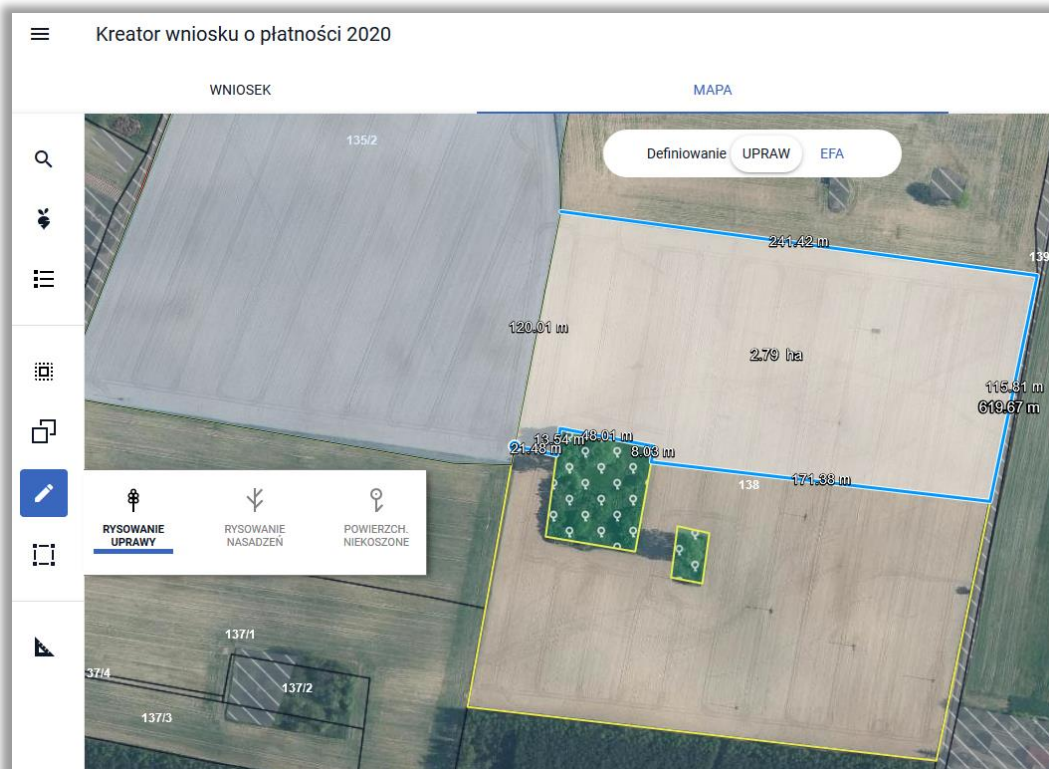 Kreator wniosku o płatności 2020
WNIOSEK
MAPA
135/2
Definiowanie UPRAW EFA
241.42 m
139
120.01 m
2.79 ha
115.81 m
619.67 m
13.54 m
48.01 m
21.48 m
8.03 m
171.38 m
138
RYSOWANIE
UPRAWY
RYSOWANIE
NASADZEŃ
POWIERZCH.
NIEKOSZONE
137/1
37/4
137/2
137/3